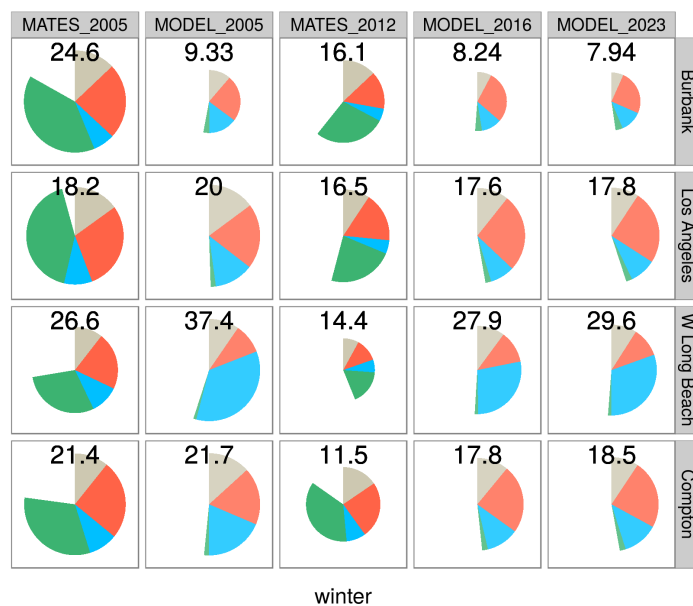 MATES_2005 MODEL_2005 MATES_2012 MODEL_2016 MODEL_2023
24.6 9.33 16.1 8.24 7.94
Burbank
18.2 20 16.5 17.6 17.8
Los Angeles
26.6 37.4 14.4 27.9 29.6
W Long Beach
21.4 21.7 11.5 17.8 18.5
Compton
winter